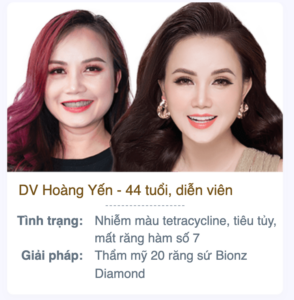 DV Hoàng Yến - 44 tuổi, diễn viên
Tình trạng: Nhiễm màu tetracycline, tiêu tủy,
mất răng hàm số 7
Giải pháp: Thẩm mỹ 20 răng sứ Bionz
Diamond